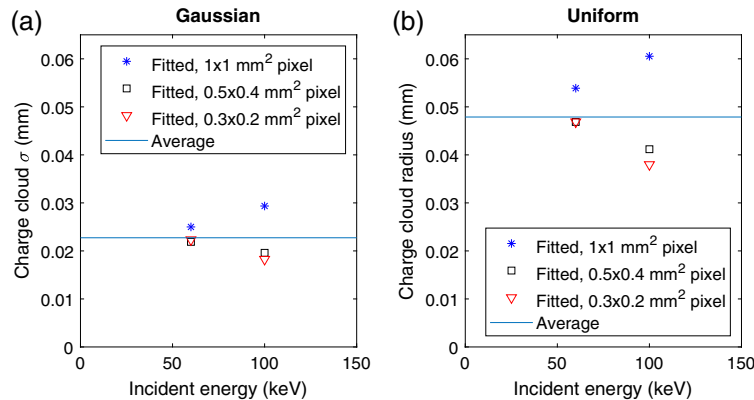 (a)
Gaussian
Charge cloud σ (mm)
0.06
0.05
0.04
0.03
0.02
0.01
0
Fitted, 1x1 mm² pixel
Fitted, 0.5x0.4 mm² pixel
Fitted, 0.3x0.2 mm² pixel
Average
0
50
100
150
Incident energy (keV)
(b)
Uniform
Charge cloud radius (mm)
0.06
0.05
0.04
0.03
0.02
0.01
0
Fitted, 1x1 mm² pixel
Fitted, 0.5x0.4 mm² pixel
Fitted, 0.3x0.2 mm² pixel
Average
0
50
100
150
Incident energy (keV)